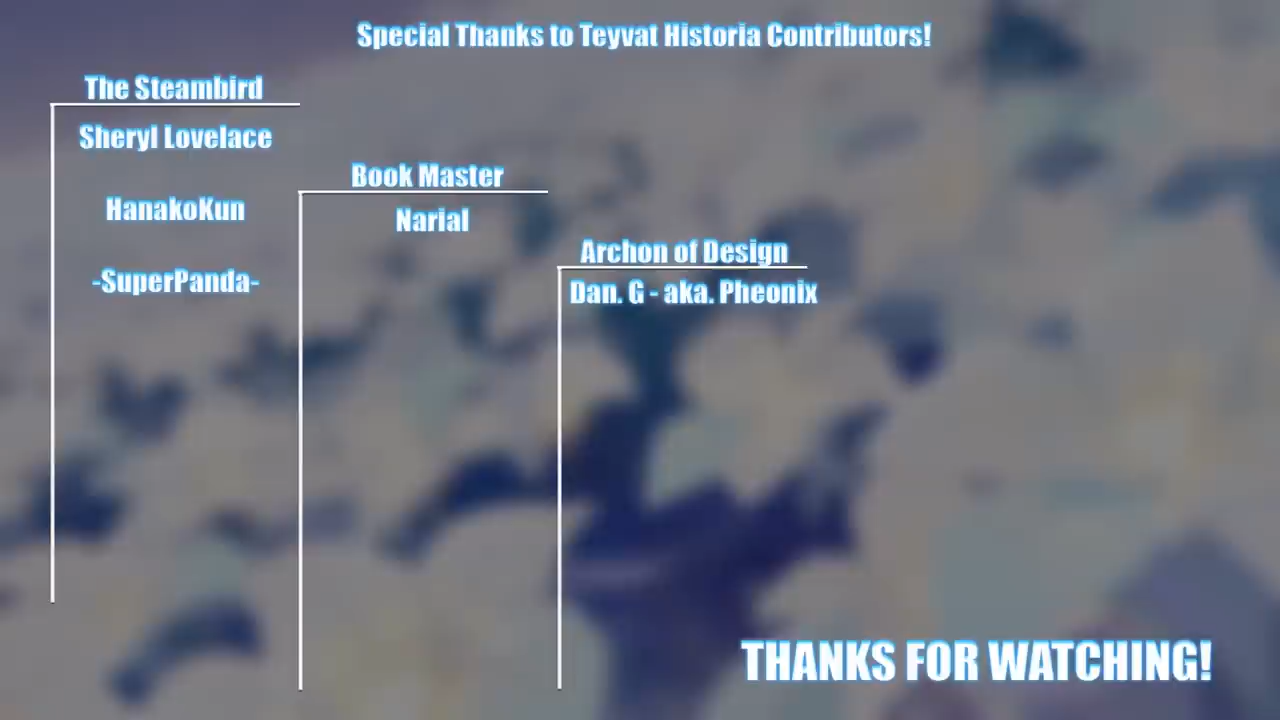 Special Thanks to Teyvat Historia Contributors!
The Steambird
Sheryl Lovelace
HanakoKun
-SuperPanda-
Book Master
Narial
Archon of Design
Dan. G - aka. Pheonix
THANKS FOR WATCHING!